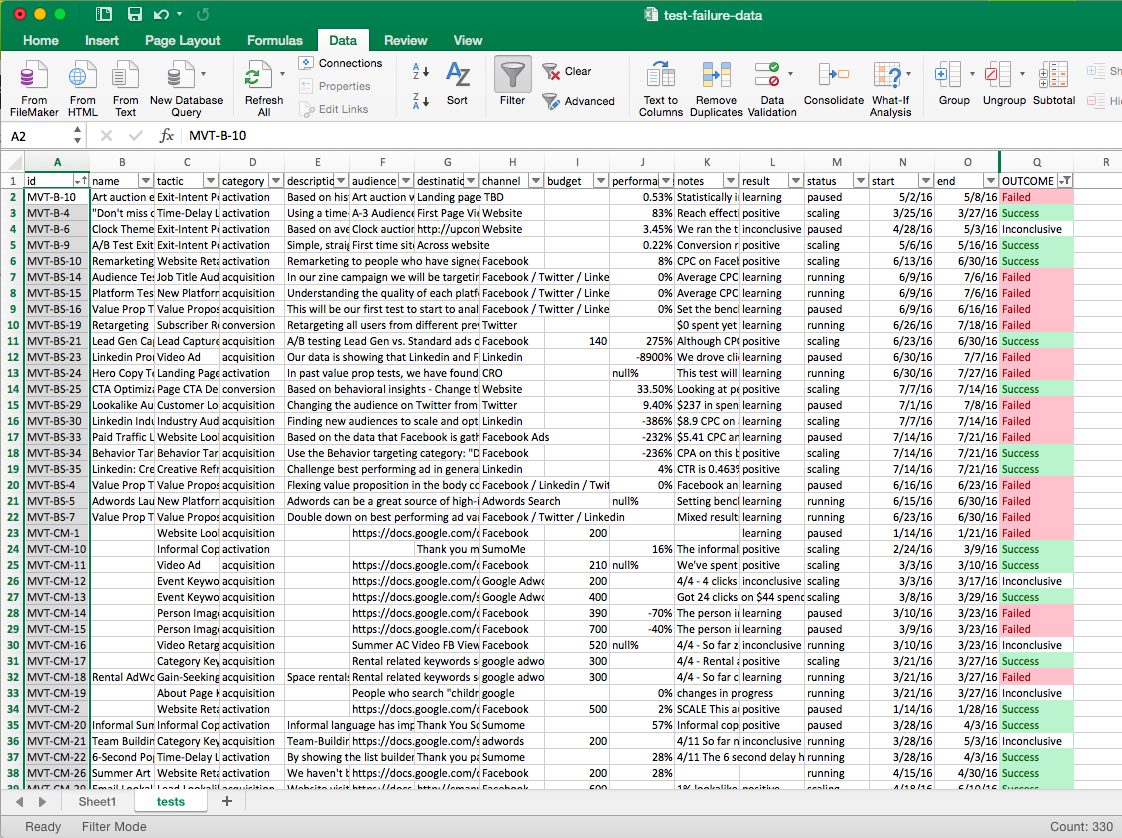 test-failure-data
Home Insert Page Layout Formulas Data Review View
From FileMaker From HTML From Text New Database Query Refresh All Connections Properties Edit Links Sort Filter Clear Advanced Text to Columns Remove Duplicates Data Validation Consolidate What-If Analysis Group Ungroup Subtotal Sh Hi
A2 fx MVT-B-10
A B C D E F G H I J K L M N O Q R
1 id name tactic category descriptio audience destinatio channel budget performa notes result status start end OUTCOME
2 MVT-B-10 Art auction e Exit-Intent Po activation Based on his Art auction v Landing page TBD 0.53% Statistically i learning paused 5/2/16 5/8/16 Failed
3 MVT-B-4 "Don't miss o Time-Delay L activation Using a time- A-3 Audience First Page Vi Website 83% Reach effecti positive scaling 3/25/16 3/27/16 Success
4 MVT-B-6 Clock Theme Exit-Intent Po activation Based on ave Clock auction http://upcon Website 3.45% We ran the t inconclusive paused 4/28/16 5/3/16 Inconclusive
5 MVT-B-9 A/B Test Exit Exit-Intent Po activation Simple, straig First time site Across website 0.22% Conversion r positive scaling 5/6/16 5/16/16 Success
6 MVT-BS-10 Remarketing Website Reta activation Remarketing to people who have signed Facebook 8% CPC on Facel positive scaling 6/13/16 6/30/16 Success
7 MVT-BS-14 Audience Tes Job Title Aud acquisition In our zine campaign we will be targetin Facebook / Twitter / Linke 0% Average CPC learning running 6/9/16 7/6/16 Failed
8 MVT-BS-15 Platform Tes New Platforn acquisition Understanding the quality of each platfo Facebook / Twitter / Linke 0% Average CPC learning running 6/9/16 7/6/16 Failed
9 MVT-BS-16 Value Prop T Value Propos acquisition This will be our first test to start to anal Facebook / Twitter / Linke 0% Set the bencl learning paused 6/9/16 6/16/16 Failed
10 MVT-BS-19 Retargeting Subscriber R conversion Retargeting all users from different prev Twitter $0 spent yet learning running 6/26/16 7/18/16 Failed
11 MVT-BS-21 Lead Gen Ca Lead Capture acquisition A/B testing Lead Gen vs. Standard ads o Facebook 140 275% Although CPC positive scaling 6/23/16 6/30/16 Success
12 MVT-BS-23 Linkedin Pro Video Ad acquisition Our data is showing that Linkedin and F Linkedin -8900% We drove clic learning paused 6/30/16 7/7/16 Failed
13 MVT-BS-24 Hero Copy T Landing Page acquisition In past value prop tests, we have found CRO null% This test will learning running 6/30/16 7/27/16 Failed
14 MVT-BS-25 CTA Optimiza Page CTA De conversion Based on behavioral insights - Change th Website 33.50% Looking at pe positive scaling 7/7/16 7/14/16 Success
15 MVT-BS-29 Lookalike Au Customer Lo acquisition Changing the audience on Twitter from Twitter 9.40% $237 in spen learning paused 7/1/16 7/8/16 Failed
16 MVT-BS-30 Linkedin Indu Industry Aud acquisition Finding new audiences to scale and opt Linkedin -386% $8.9 CPC on learning scaling 7/7/16 7/14/16 Failed
17 MVT-BS-33 Paid Traffic L Website Lool acquisition Based on the data that Facebook is gath Facebook Ads -232% $5.41 CPC an learning paused 7/14/16 7/21/16 Failed
18 MVT-BS-34 Behavior Tar Behavior Tar acquisition Use the Behavior targeting category: "D Facebook -236% CPA on this b positive scaling 7/14/16 7/21/16 Success
19 MVT-BS-35 Linkedin: Cre Creative Refr acquisition Challenge best performing ad in genera Linkedin 4% CTR is 0.463% positive scaling 7/14/16 7/21/16 Success
20 MVT-BS-4 Value Prop T Value Propos acquisition Flexing value proposition in the body co Facebook / Linkedin / Twit 0% Facebook an learning paused 6/16/16 6/23/16 Failed
21 MVT-BS-5 Adwords Lau New Platforn acquisition Adwords can be a great source of high-i Adwords Search null% Setting bencl learning running 6/15/16 6/30/16 Failed
22 MVT-BS-7 Value Prop T Value Propos acquisition Double down on best performing ad var Facebook / Twitter / Linkedin Mixed result learning running 6/23/16 6/30/16 Failed
23 MVT-CM-1 Website Lool acquisition https://docs.google.com/d Facebook 200 learning paused 1/14/16 1/21/16 Failed
24 MVT-CM-10 Informal Cop activation Thank you m SumoMe 16% The informal positive scaling 2/24/16 3/9/16 Success
25 MVT-CM-11 Video Ad acquisition https://docs.google.com/d Facebook 210 null% We've spent positive scaling 3/3/16 3/10/16 Success
26 MVT-CM-12 Event Keywo acquisition https://docs.google.com/d Google Adwo 200 4/4 - 4 clicks inconclusive scaling 3/3/16 3/17/16 Inconclusive
27 MVT-CM-13 Event Keywo acquisition https://docs.google.com/s Google Adwo 400 Got 24 clicks on $44 spend scaling 3/8/16 3/29/16 Success
28 MVT-CM-14 Person Imag acquisition https://docs.google.com/d Facebook 390 -70% The person i learning paused 3/10/16 3/23/16 Failed
29 MVT-CM-15 Person Imag acquisition https://docs.google.com/d Facebook 700 -40% The person i learning paused 3/9/16 3/23/16 Failed
30 MVT-CM-16 Video Retarg acquisition Summer AC Video FB View Facebook 520 null% 4/4 - So far z inconclusive running 3/10/16 3/23/16 Inconclusive
31 MVT-CM-17 Category Key acquisition Rental related keywords s google adwo 300 4/4 - Rental a positive scaling 3/21/16 3/27/16 Success
32 MVT-CM-18 Rental AdWo Gain-Seeking acquisition Space rentals Rental related keywords s google adwo 300 4/4 - So far c learning running 3/21/16 3/27/16 Failed
33 MVT-CM-19 About Page K acquisition People who search "childr google 0% changes in progress running 3/21/16 3/27/16 Inconclusive
34 MVT-CM-2 Website Reta activation https://docs.google.com/d Facebook 500 2% SCALE This au positive paused 1/14/16 1/28/16 Success
35 MVT-CM-20 Informal Sum Informal Cop activation Informal language has imp Thank You Sc Sumome 57% Informal cop positive paused 3/28/16 4/3/16 Success
36 MVT-CM-21 Team Buildin Category Key acquisition Team-Buildin https://docs.google.com/s adwords 200 4/11 So far n inconclusive running 3/28/16 5/3/16 Inconclusive
37 MVT-CM-22 6-Second Pop Time-Delay L activation By showing the list builder Thank you pa Sumome 28% 4/11 The 6 second delay h running 3/28/16 4/3/16 Success
38 MVT-CM-26 Summer Art Website Reta activation We haven't b https://docs.google.com/d Facebook 200 28% running 4/15/16 4/30/16 Success
Sheet1 tests +
Ready Filter Mode Count: 330